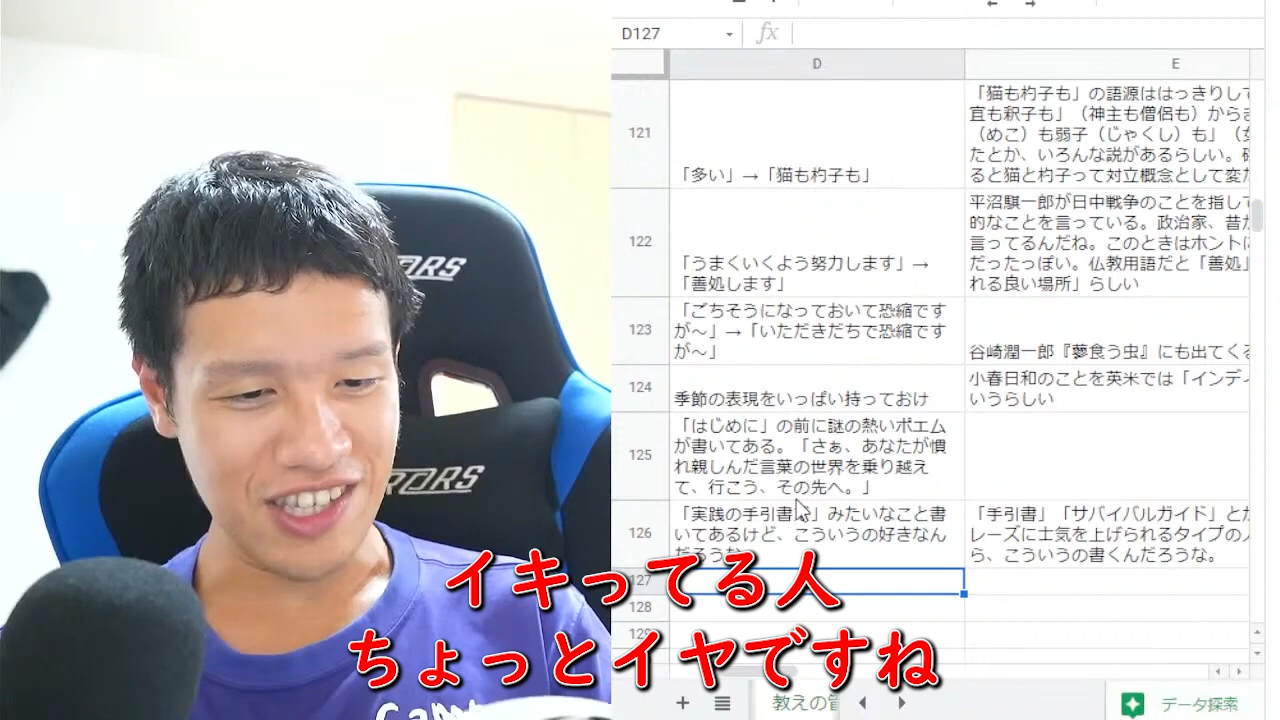 D127
fx
D
E
121
「多い」→「猫も杓子も」
「猫も杓子も」の語源ははっきりして
宜も釈子も」（神主も僧侶も）から
（めこ）も弱子（じゃくし）も」
たとか、いろんな説があるらしい。
ると猫と杓子って対立概念として変
122
「うまくいくよう努力します」→
「善処します」
平沼騏一郎が日中戦争のことを指して
的なことを言っている。政治家、昔
言ってるんだね。このときはホントに
だったっぽい。仏教用語だと「善処」
れる良い場所」らしい
123
「ごちそうになっておいて恐縮です
が〜」→「いただきだちで恐縮です
が〜」
谷崎潤一郎『蓼食う虫』にも出てくる
124
季節の表現をいっぱい持っておけ
小春日和のことを英米では「インディ
いうらしい
125
「はじめに」の前に謎の熱いポエム
が書いてある。「さぁ、あなたが慣
れ親しんだ言葉の世界を乗り越え
て、行こう、その先へ。」
126
「実践の手引書
」みたいなこと書
いてあるけど、こういうの好きなん
だろうな
「手引書」「サバイバルガイド」とか
レーズに士気を上げられるタイプの人
ら、こういうの書くんだろうな。
127
128
129
イキってる人
ちょっとイヤですね
教えの
データ探索
RS
RORS